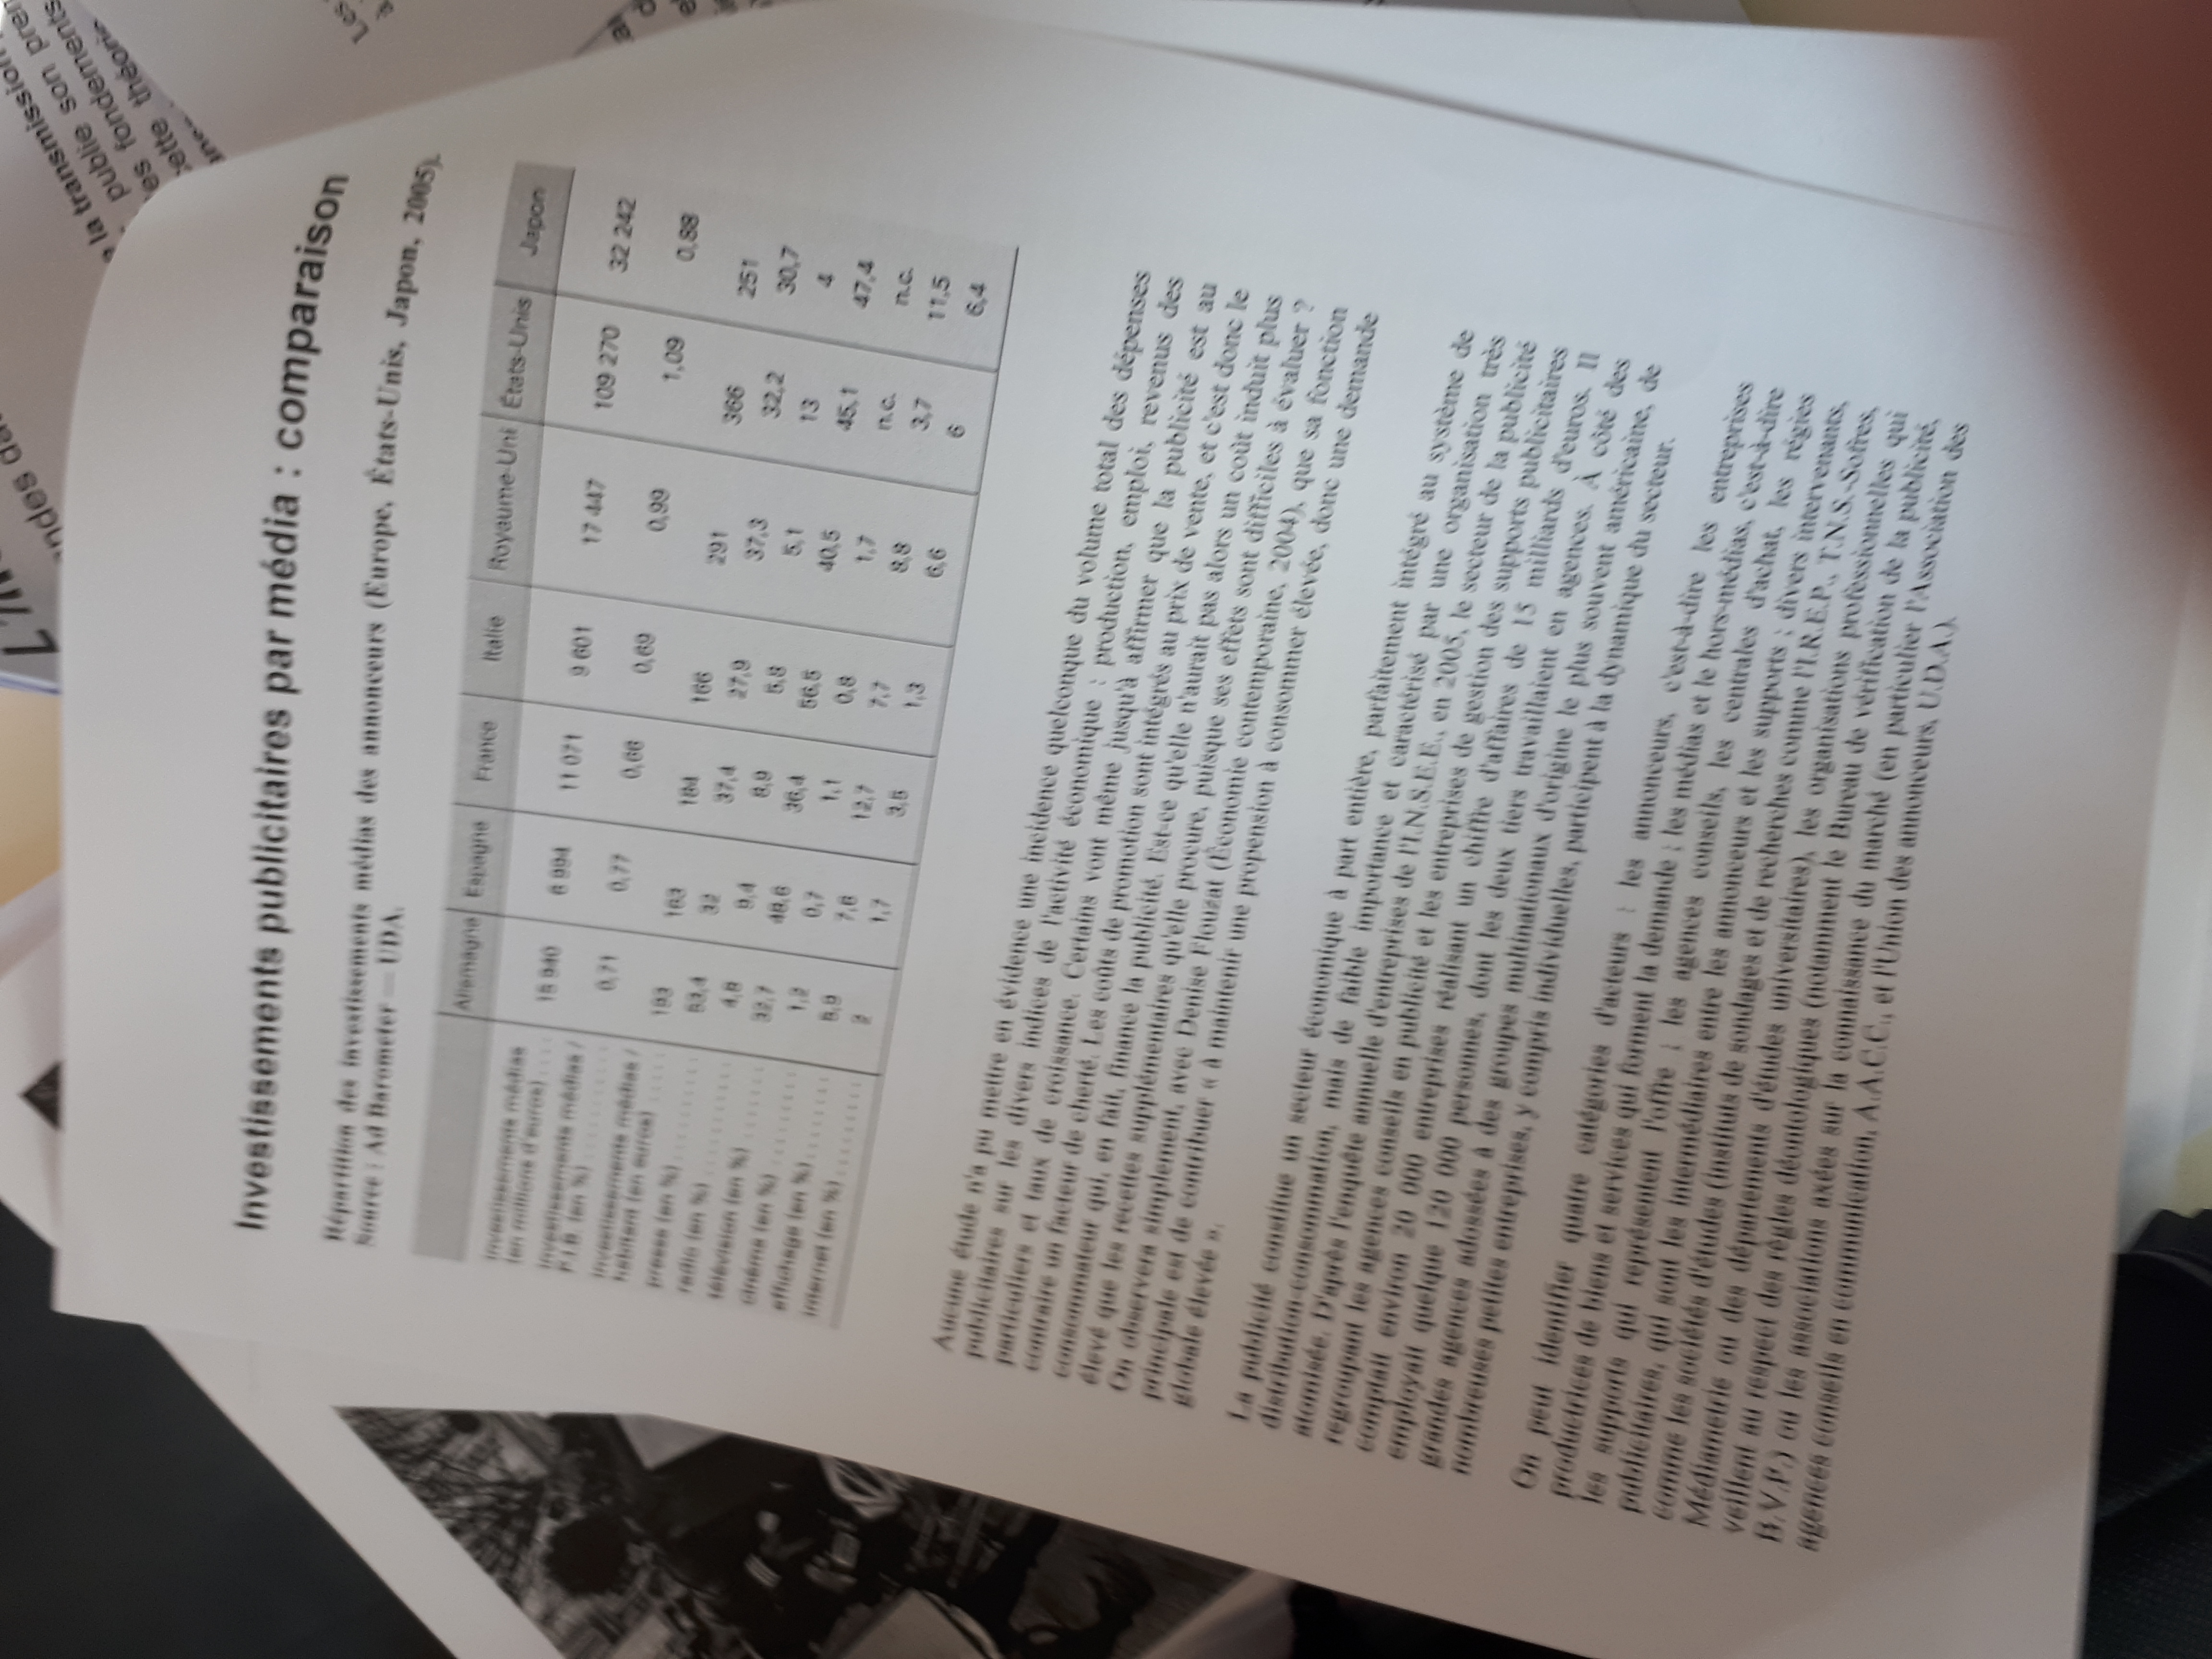 Investissements publicitaires par média : comparaison
Répartition des investissements médias des annonceurs (Europe, États-Unis, Japon, 2005).
Source : Ad Barometer – UDA.
Allemagne Espagne France Italie Royaume-Uni États-Unis Japon
Investissements médias
(en millions d'euros) . . . . 15 940 6 994 11 071 9 601 17 447 109 270 32 242
Investissements médias /
P.I.B. (en %) . . . . . . . 0,71 0,77 0,66 0,69 0,99 1,09 0,88
Investissements médias /
habitant (en euros) . . . . 193 163 184 166 291 366 251
presse (en %) . . . . . . . 53,4 32 37,4 27,9 37,3 32,2 30,7
radio (en %) . . . . . . . 4,8 9,4 8,9 5,8 5,1 13 4
télévision (en %) . . . . . . 32,7 48,6 36,4 56,5 40,5 45,1 47,4
cinéma (en %) . . . . . . 1,2 0,7 1,1 0,8 1,7 n.c. n.c.
affichage (en %) . . . . . . 5,9 7,6 12,7 7,7 8,8 3,7 11,5
Internet (en %) . . . . . . 2 1,7 3,5 1,3 6,6 6 6,4
Aucune étude n'a pu mettre en évidence une incidence quelconque du volume total des dépenses
publicitaires sur les divers indices de l'activité économique : production, emploi, revenus des
particuliers et taux de croissance. Certains vont même jusqu'à affirmer que la publicité est au
contraire un facteur de cherté. Les coûts de promotion sont intégrés au prix de vente, et c'est donc le
consommateur qui, en fait, finance la publicité. Est-ce qu'elle n'aurait pas alors un coût induit plus
élevé que les recettes supplémentaires qu'elle procure, puisque ses effets sont difficiles à évaluer ?
On observera simplement, avec Denise Flouzat (Économie contemporaine, 2004), que sa fonction
principale est de contribuer « à maintenir une propension à consommer élevée, donc une demande
globale élevée ».
La publicité constitue un secteur économique à part entière, parfaitement intégré au système de
distribution-consommation, mais de faible importance et caractérisé par une organisation très
atomisée. D'après l'enquête annuelle d'entreprises de l'I.N.S.E.E., en 2005, le secteur de la publicité
regroupant les agences conseils en publicité et les entreprises de gestion des supports publicitaires
comptait environ 20 000 entreprises réalisant un chiffre d'affaires de 15 milliards d'euros. Il
employait quelque 120 000 personnes, dont les deux tiers travaillaient en agences. À côté des
grandes agences adossées à des groupes multinationaux d'origine le plus souvent américaine, de
nombreuses petites entreprises, y compris individuelles, participent à la dynamique du secteur.
On peut identifier quatre catégories d'acteurs : les annonceurs, c'est-à-dire les entreprises
productrices de biens et services qui forment la demande ; les médias et le hors-médias, c'est-à-dire
les supports qui représentent l'offre ; les agences conseils, les centrales d'achat, les régies
publicitaires, qui sont les intermédiaires entre les annonceurs et les supports ; divers intervenants,
comme les sociétés d'études (instituts de sondages et de recherches comme l'I.R.E.P., T.N.S.-Sofres,
Médiamétrie ou des départements d'études universitaires), les organisations professionnelles qui
veillent au respect des règles déontologiques (notamment le Bureau de vérification de la publicité,
B.V.P.) ou les associations axées sur la connaissance du marché (en particulier l'Association des
agences conseils en communication, A.A.C.C., et l'Union des annonceurs, U.D.A.).
la transmission
publie son
fondements
cette théorie
Les